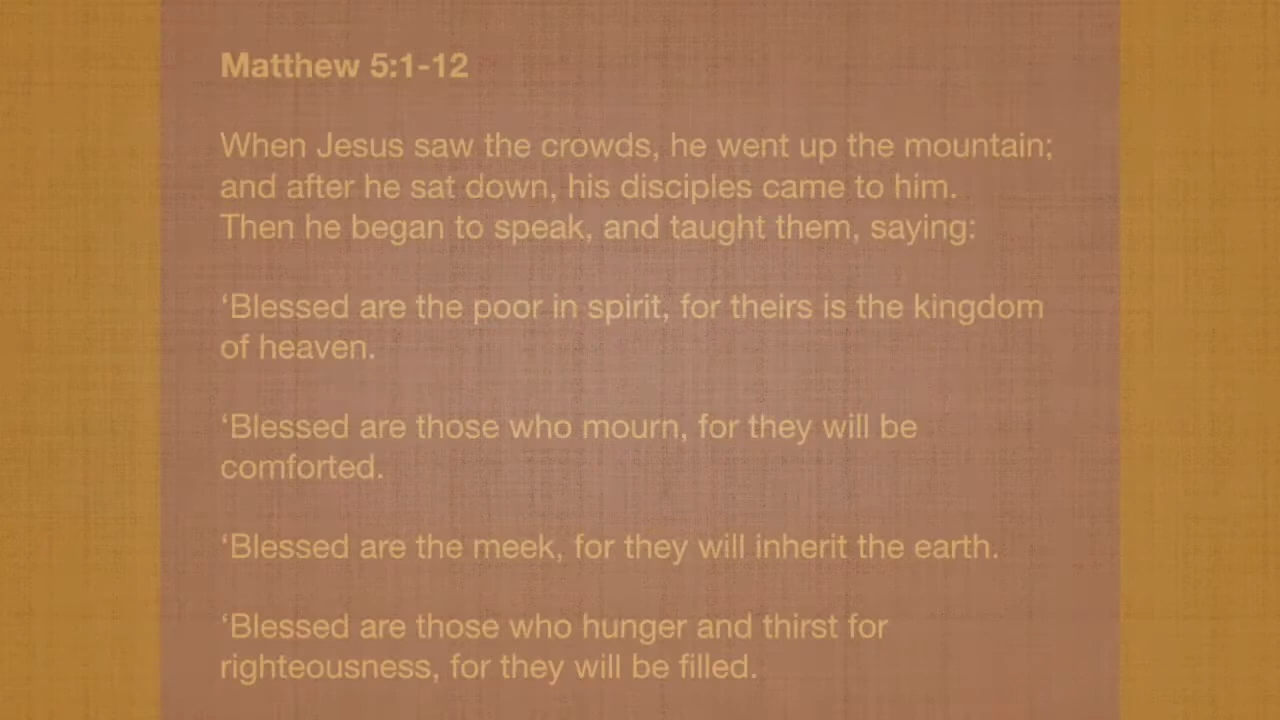 Matthew 5:1-12
When Jesus saw the crowds, he went up the mountain;
and after he sat down, his disciples came to him.
Then he began to speak, and taught them, saying:
‘Blessed are the poor in spirit, for theirs is the kingdom
of heaven.
‘Blessed are those who mourn, for they will be
comforted.
‘Blessed are the meek, for they will inherit the earth.
‘Blessed are those who hunger and thirst for
righteousness, for they will be filled.